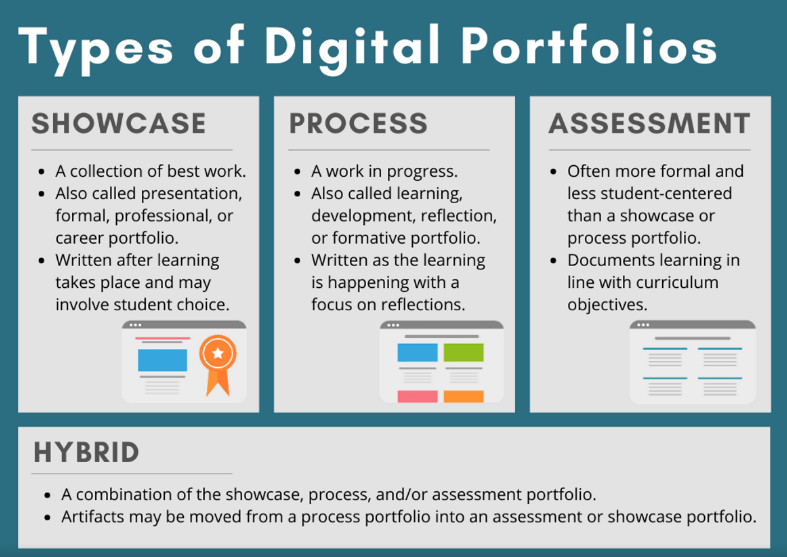 Types of Digital Portfolios
SHOWCASE
• A collection of best work.
• Also called presentation,
formal, professional, or
career portfolio.
• Written after learning
takes place and may
involve student choice.
PROCESS
• A work in progress.
• Also called learning,
development, reflection,
or formative portfolio.
• Written as the learning
is happening with a
focus on reflections.
ASSESSMENT
• Often more formal and
less student-centered
than a showcase or
process portfolio.
• Documents learning in
line with curriculum
objectives.
HYBRID
• A combination of the showcase, process, and/or assessment portfolio.
• Artifacts may be moved from a process portfolio into an assessment or showcase portfolio.